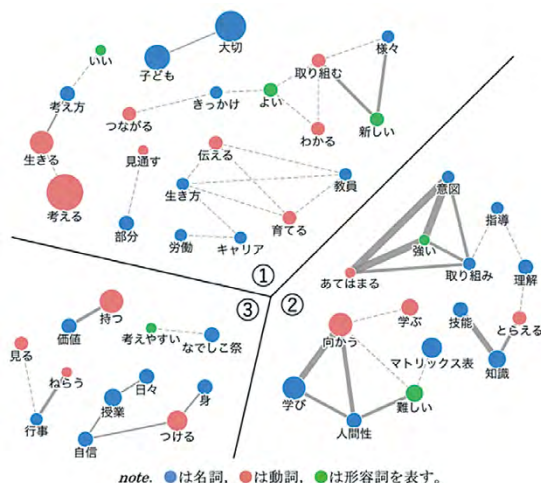 大切
様々
いい
子ども
取り組む
考え方
きっかけ
よい
つながる
わかる
新しい
生きる
見通す
伝える
考える
生き方
教員
部分
育てる
労働
キャリア
①
意図
指導
強い
あてはまる
取り組み
理解
③
②
技能
とらえる
持つ
向かう
学ぶ
価値
考えやすい
なでしこ祭
マトリックス表
知識
見る
ねらう
日々
身
学び
難しい
授業
行事
つける
人間性
自信
note. ●は名詞, ●は動詞, ●は形容詞を表す。